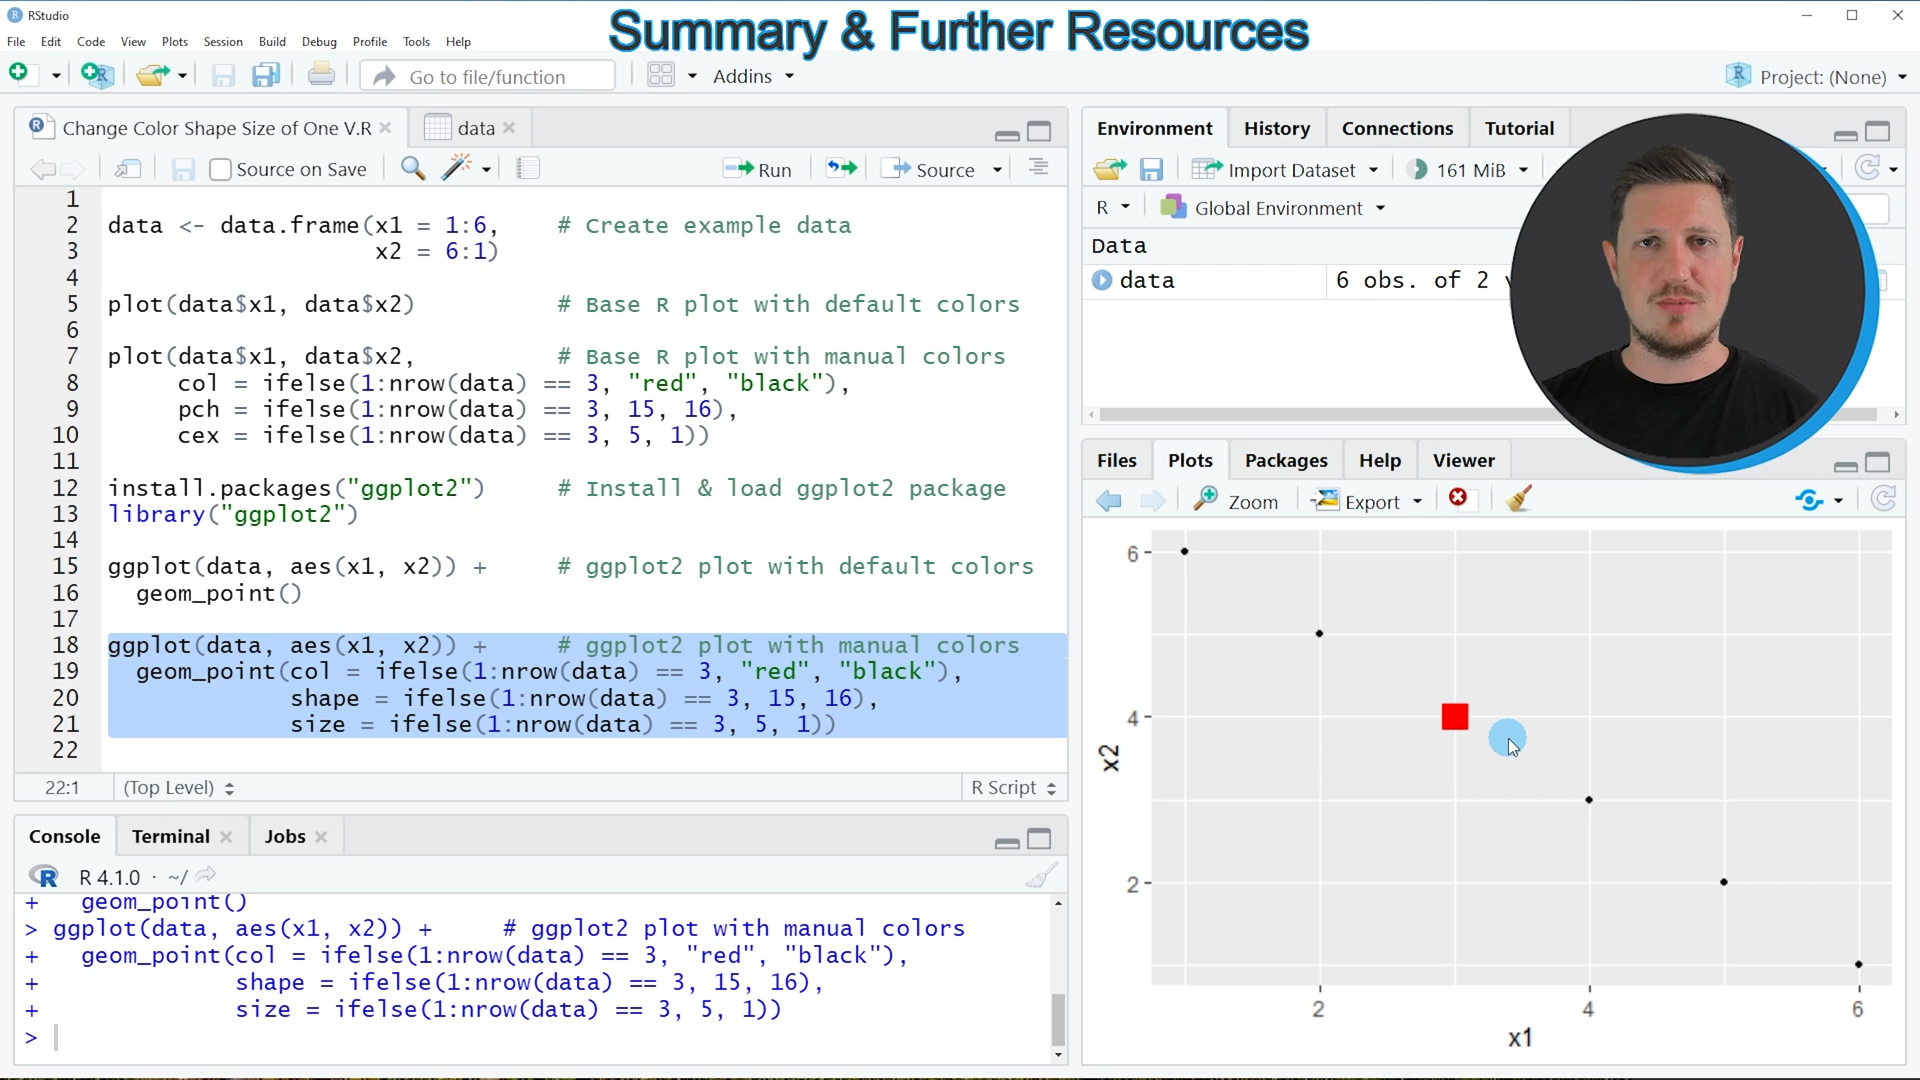 RStudio
Summary & Further Resources
File Edit Code View Plots Session Build Debug Profile Tools Help
Go to file/function
Addins
Project: (None)
Change Color Shape Size of One V.R
data
Source on Save
Run
Source
1
2 data <- data.frame(x1 = 1:6, # Create example data
3 x2 = 6:1)
4
5 plot(data$x1, data$x2) # Base R plot with default colors
6
7 plot(data$x1, data$x2, # Base R plot with manual colors
8 col = ifelse(1:nrow(data) == 3, "red", "black"),
9 pch = ifelse(1:nrow(data) == 3, 15, 16),
10 cex = ifelse(1:nrow(data) == 3, 5, 1))
11
12 install.packages("ggplot2") # Install & load ggplot2 package
13 library("ggplot2")
14
15 ggplot(data, aes(x1, x2)) + # ggplot2 plot with default colors
16 geom_point()
17
18 ggplot(data, aes(x1, x2)) + # ggplot2 plot with manual colors
19 geom_point(col = ifelse(1:nrow(data) == 3, "red", "black"),
20 shape = ifelse(1:nrow(data) == 3, 15, 16),
21 size = ifelse(1:nrow(data) == 3, 5, 1))
22
22:1 (Top Level) R Script
Console Terminal Jobs
R 4.1.0 · ~/
+ geom_point()
> ggplot(data, aes(x1, x2)) + # ggplot2 plot with manual colors
+ geom_point(col = ifelse(1:nrow(data) == 3, "red", "black"),
+ shape = ifelse(1:nrow(data) == 3, 15, 16),
+ size = ifelse(1:nrow(data) == 3, 5, 1))
>
Environment History Connections Tutorial
Import Dataset 161 MiB
R Global Environment
Data
data 6 obs. of 2
Files Plots Packages Help Viewer
Zoom Export
6
4
2
x2
2 4 6
x1